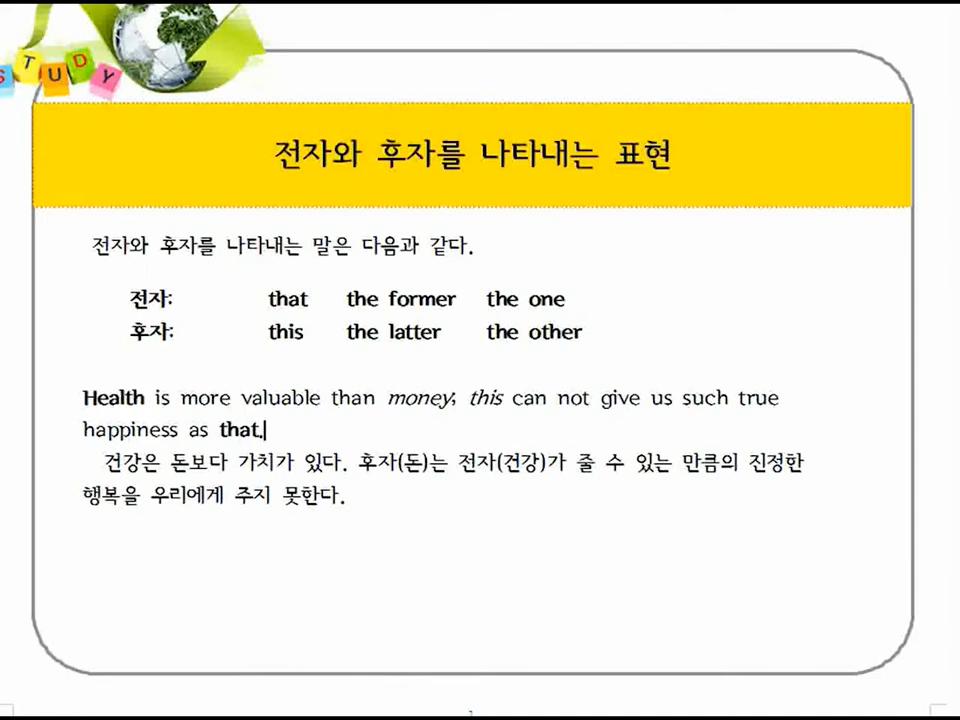 STUDY
전자와 후자를 나타내는 표현
전자와 후자를 나타내는 말은 다음과 같다.
전자: that the former the one
후자: this the latter the other
Health is more valuable than money; this can not give us such true
happiness as that.
건강은 돈보다 가치가 있다. 후자(돈)는 전자(건강)가 줄 수 있는 만큼의 진정한
행복을 우리에게 주지 못한다.